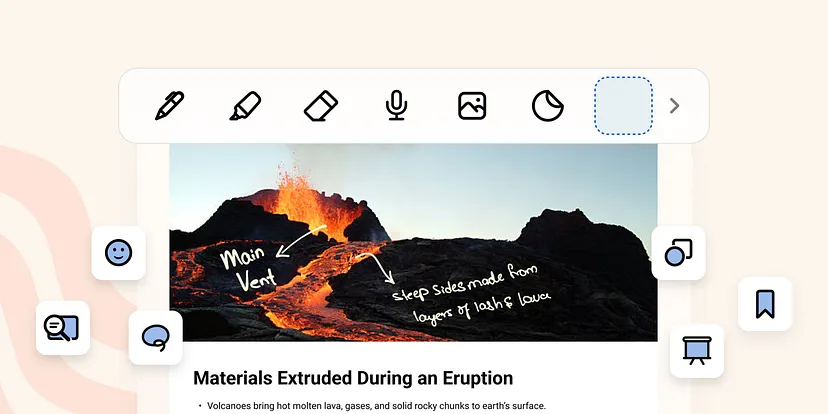 Main
Vent
steep sides made from
layers of lash & lava
Materials Extruded During an Eruption
• Volcanoes bring hot molten lava, gases, and solid rocky chunks to earth's surface.